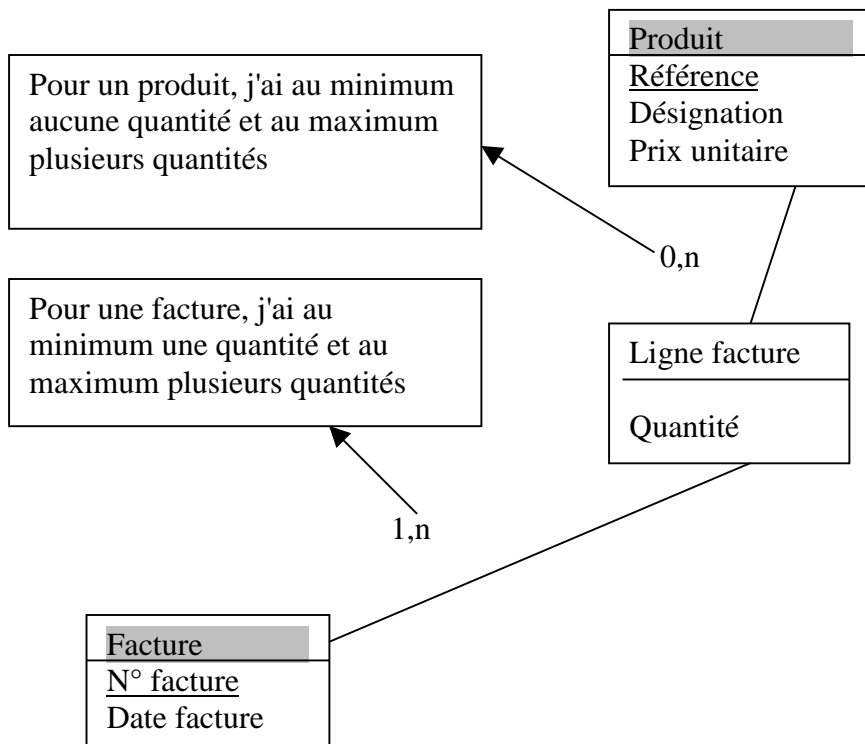 Produit
Référence
Désignation
Prix unitaire
Pour un produit, j'ai au minimum
aucune quantité et au maximum
plusieurs quantités
0,n
Pour une facture, j'ai au
minimum une quantité et au
maximum plusieurs quantités
Ligne facture
Quantité
1,n
Facture
N° facture
Date facture